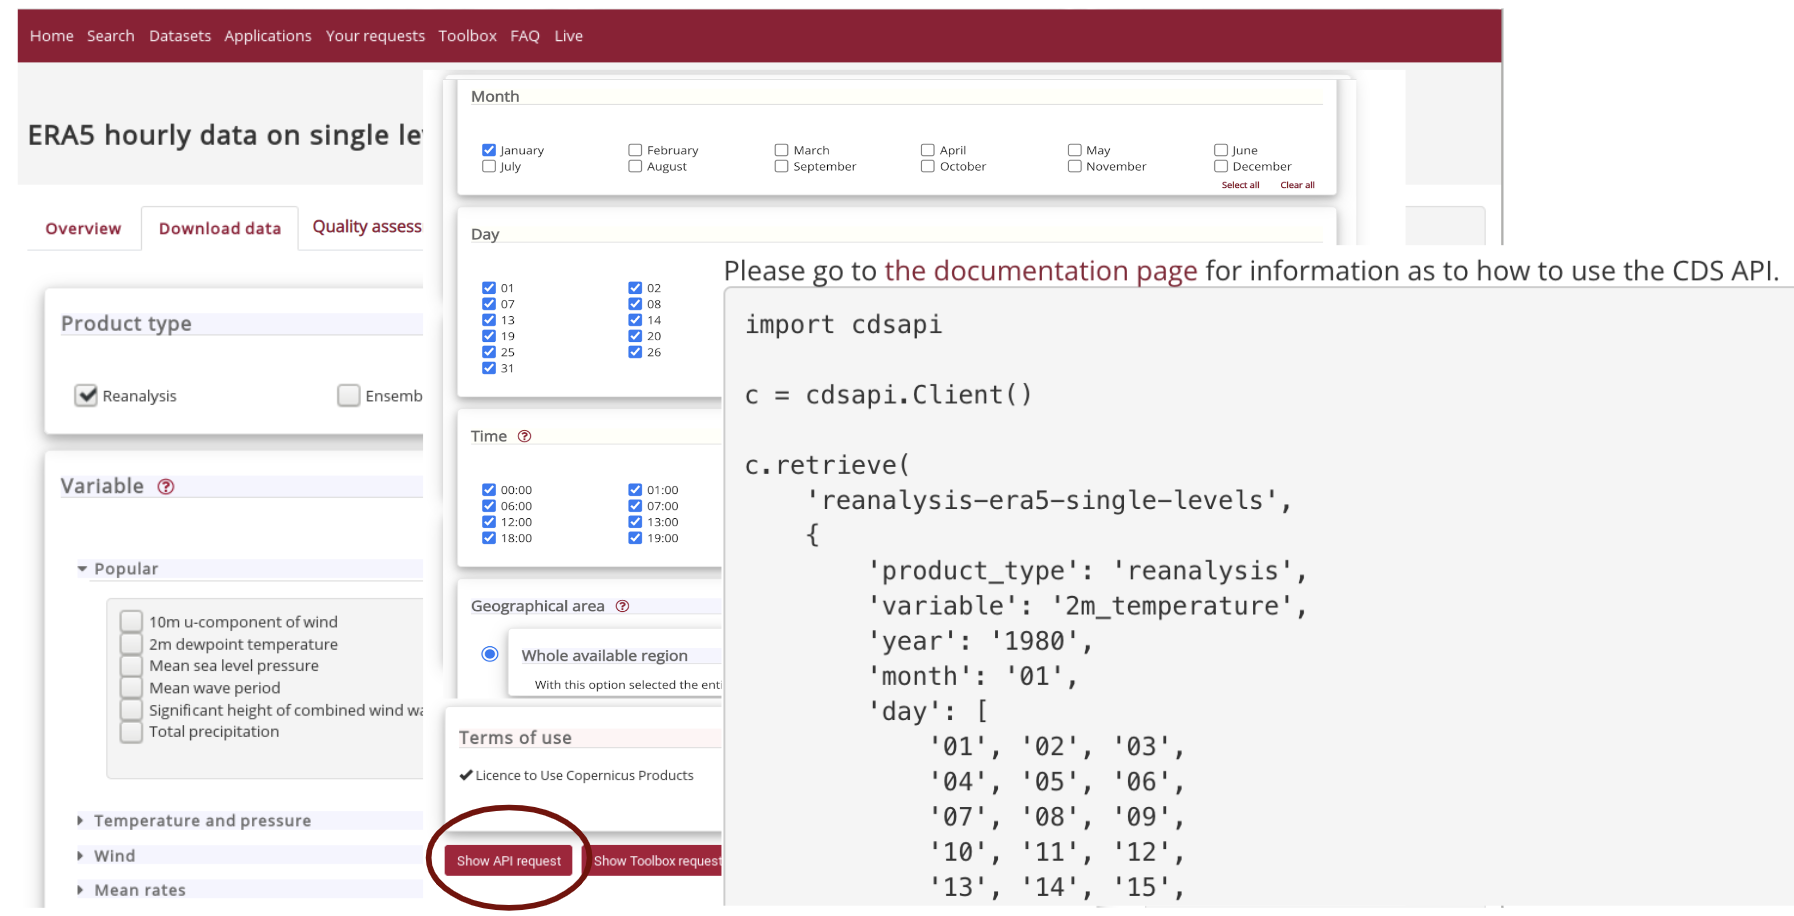 Home Search Datasets Applications Your requests Toolbox FAQ Live
ERA5 hourly data on single le
Overview Download data Quality assess
Product type
Reanalysis Ensemb
Variable ?
Popular
10m u-component of wind
2m dewpoint temperature
Mean sea level pressure
Mean wave period
Significant height of combined wind wa
Total precipitation
Temperature and pressure
Wind
Mean rates
Month
January February March April May June
July August September October November December
Select all Clear all
Day
01 02
07 08
13 14
19 20
25 26
31
Time ?
00:00 01:00
06:00 07:00
12:00 13:00
18:00 19:00
Geographical area ?
Whole available region
With this option selected the enti
Terms of use
Licence to Use Copernicus Products
Show API request Show Toolbox request
Please go to the documentation page for information as to how to use the CDS API.
import cdsapi
c = cdsapi.Client()
c.retrieve(
'reanalysis-era5-single-levels',
{
'product_type': 'reanalysis',
'variable': '2m_temperature',
'year': '1980',
'month': '01',
'day': [
'01', '02', '03',
'04', '05', '06',
'07', '08', '09',
'10', '11', '12',
'13', '14', '15',